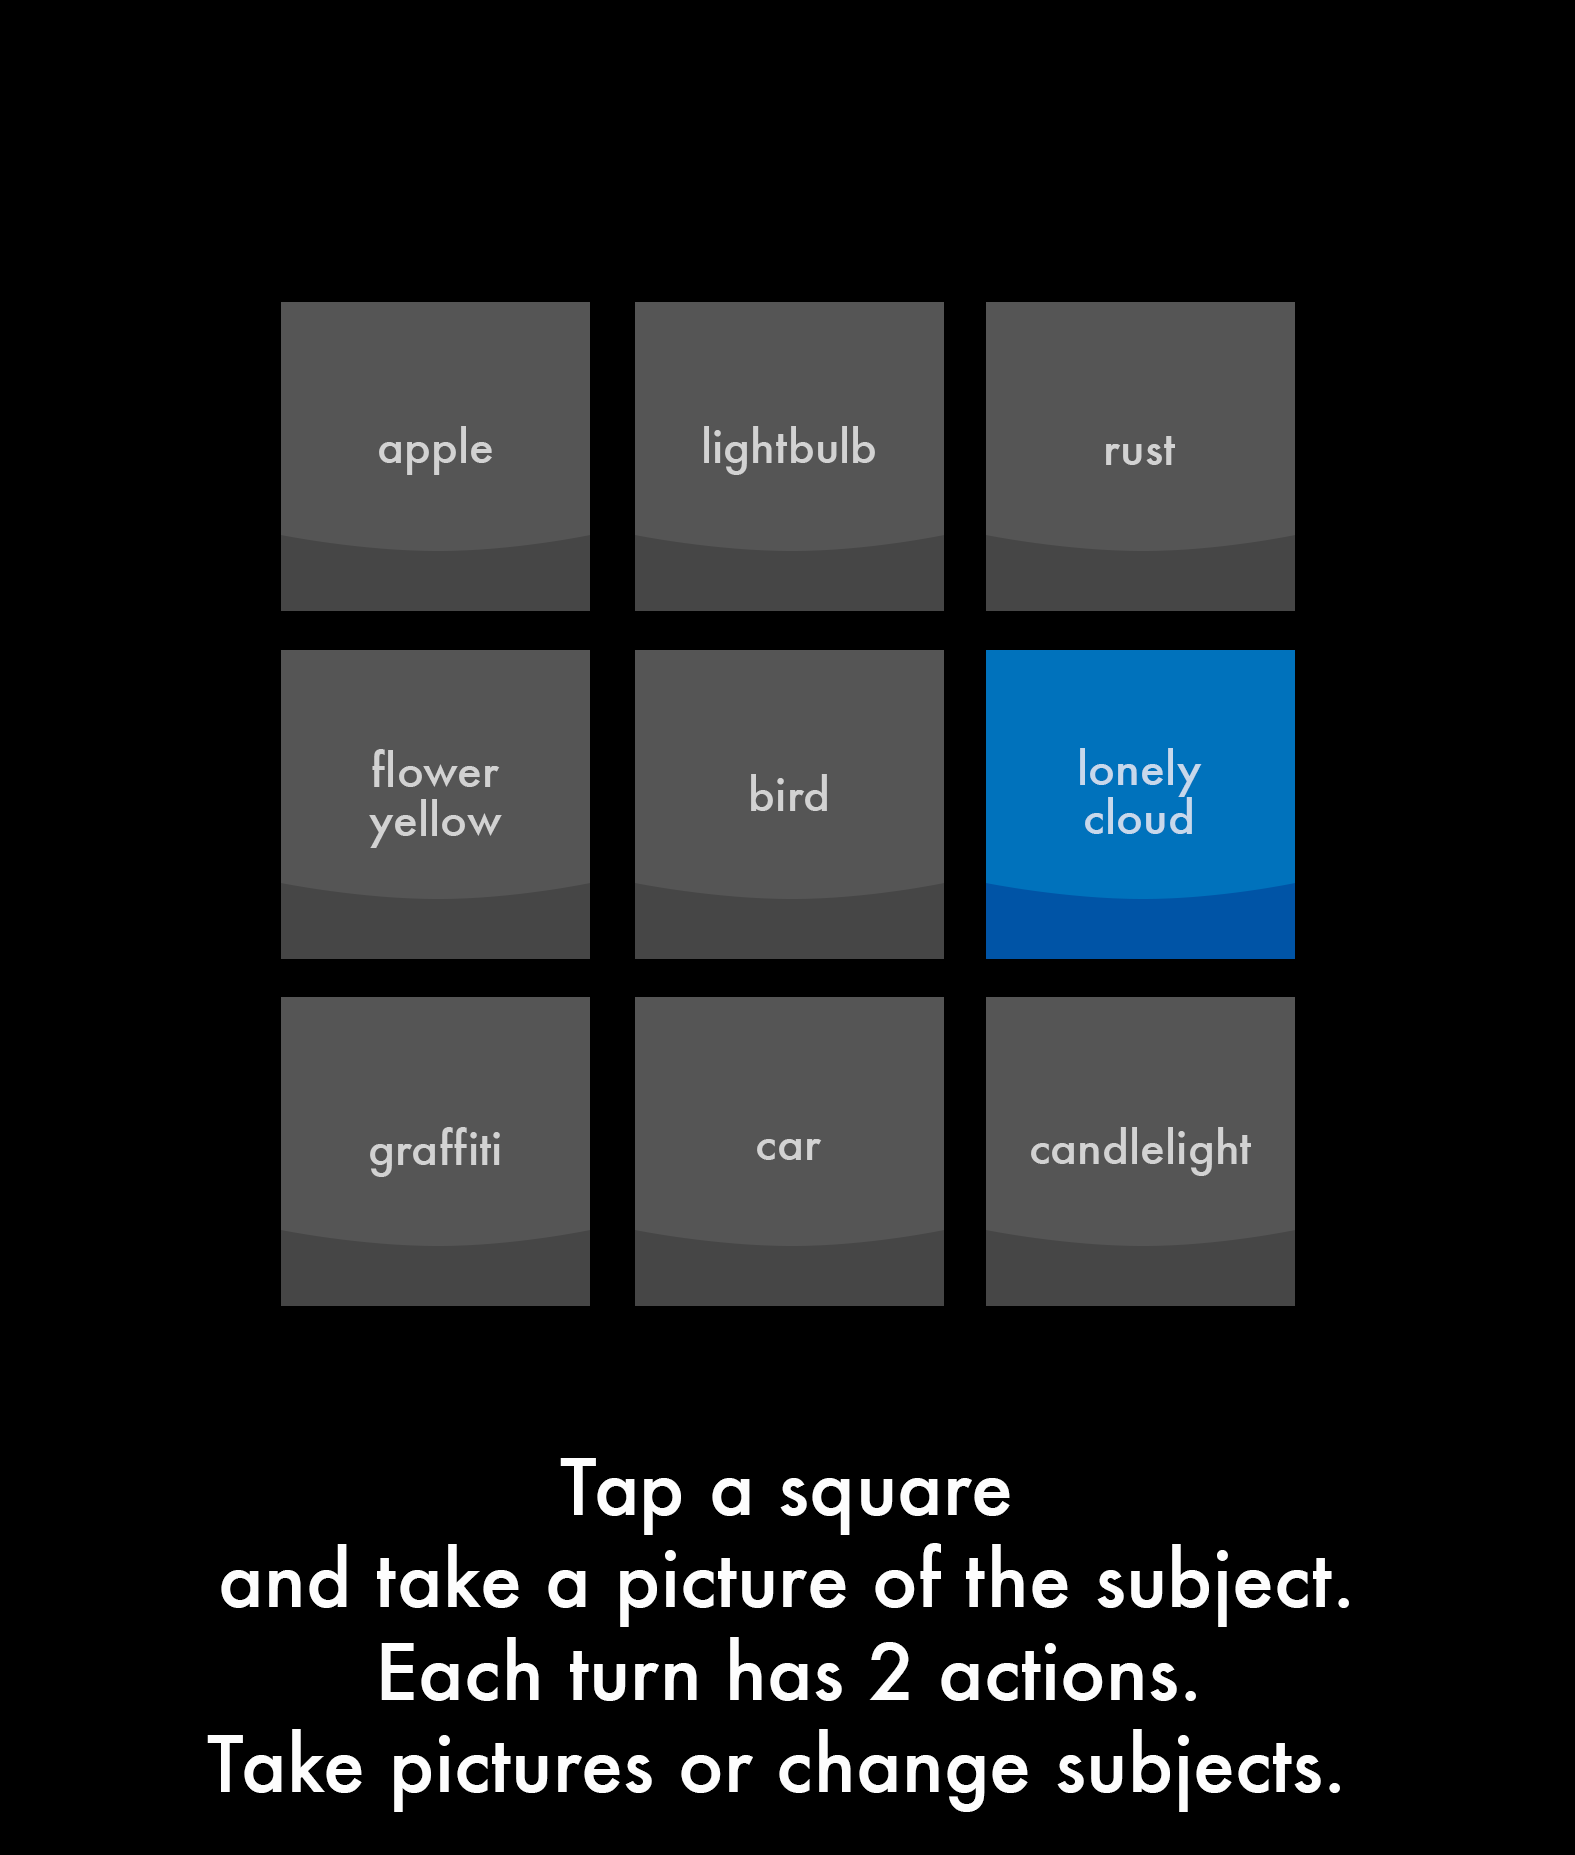 apple
lightbulb
rust
flower
yellow
bird
lonely
cloud
graffiti
car
candlelight
Tap a square
and take a picture of the subject.
Each turn has 2 actions.
Take pictures or change subjects.